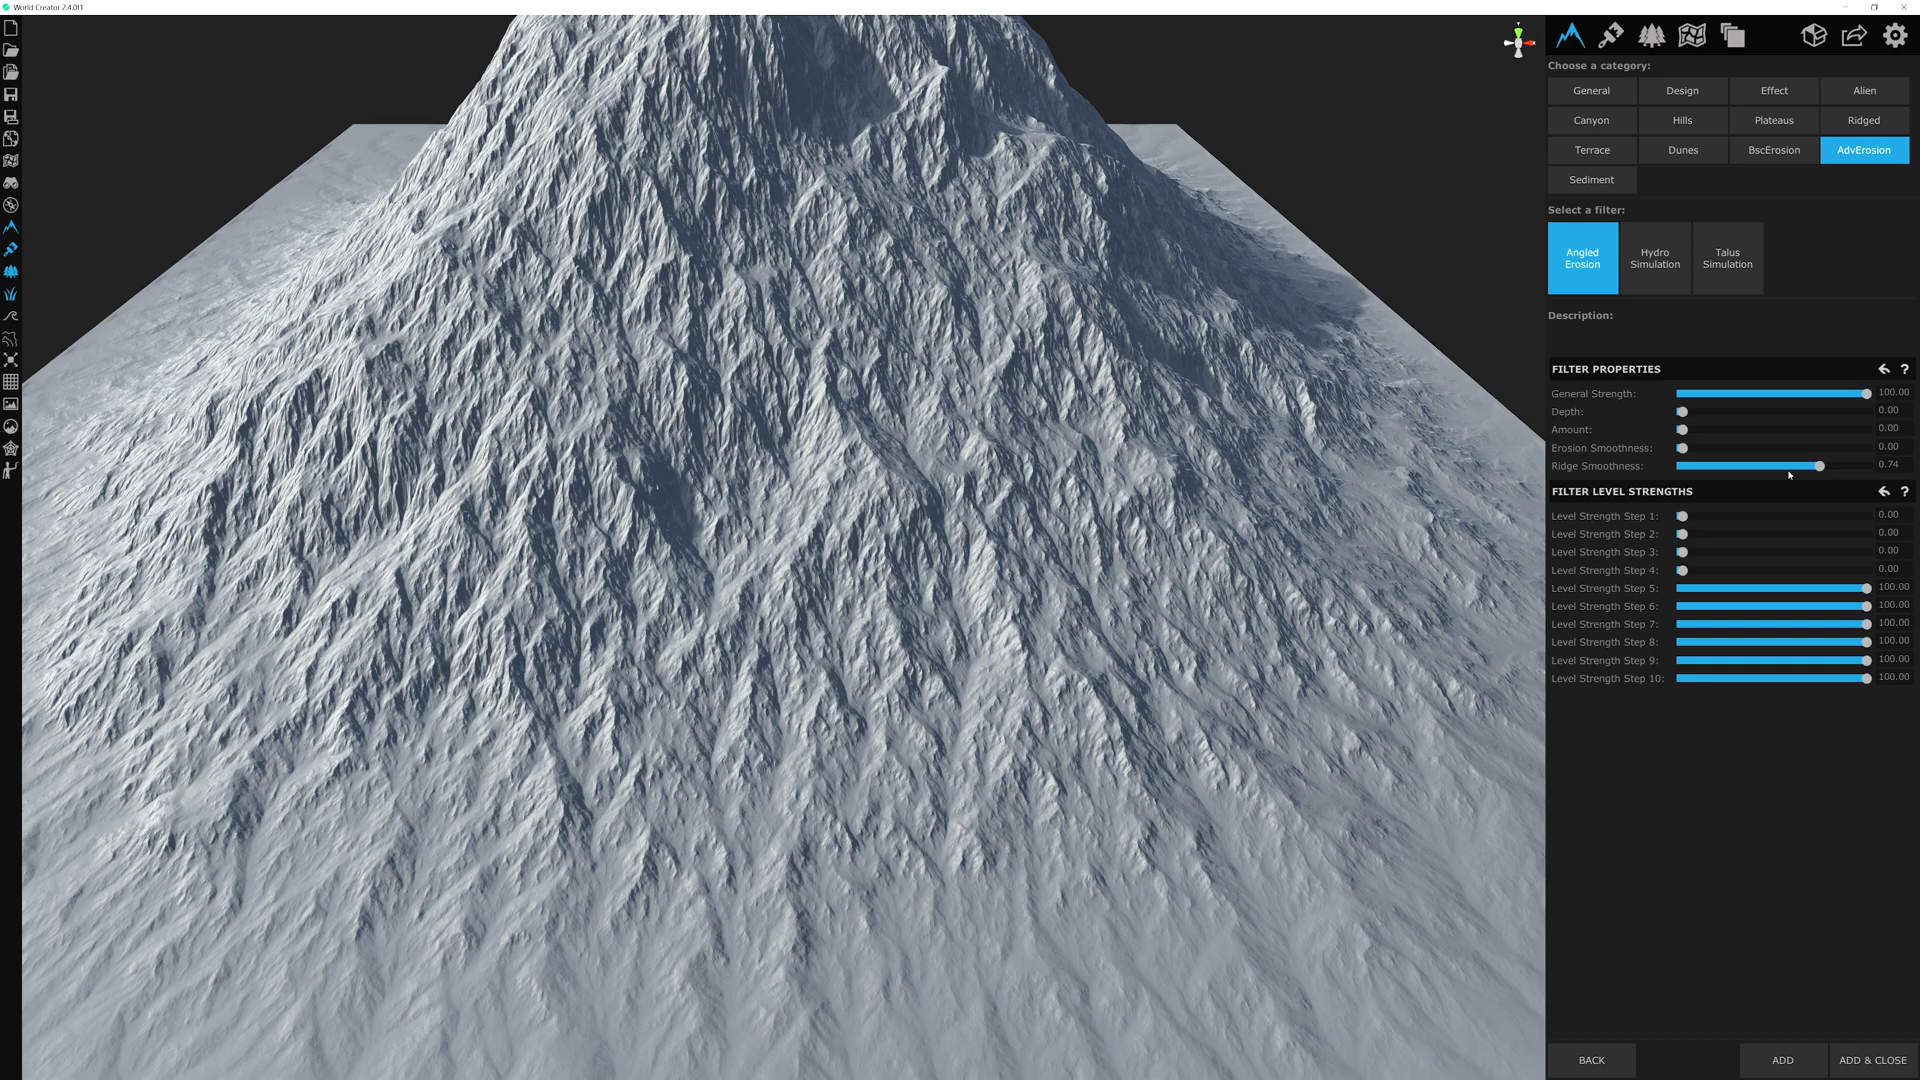 World Creator 2.4.0f1
Choose a category:
General Design Effect Alien
Canyon Hills Plateaus Ridged
Terrace Dunes BscErosion AdvErosion
Sediment
Select a filter:
Angled Erosion
Hydro Simulation
Talus Simulation
Description:
FILTER PROPERTIES ?
General Strength: 100.00
Depth: 0.00
Amount: 0.00
Erosion Smoothness: 0.00
Ridge Smoothness: 0.74
FILTER LEVEL STRENGTHS ?
Level Strength Step 1: 0.00
Level Strength Step 2: 0.00
Level Strength Step 3: 0.00
Level Strength Step 4: 0.00
Level Strength Step 5: 100.00
Level Strength Step 6: 100.00
Level Strength Step 7: 100.00
Level Strength Step 8: 100.00
Level Strength Step 9: 100.00
Level Strength Step 10: 100.00
BACK ADD ADD & CLOSE